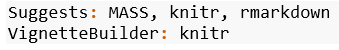 Suggests: MASS, knitr, rmarkdown
VignetteBuilder: knitr